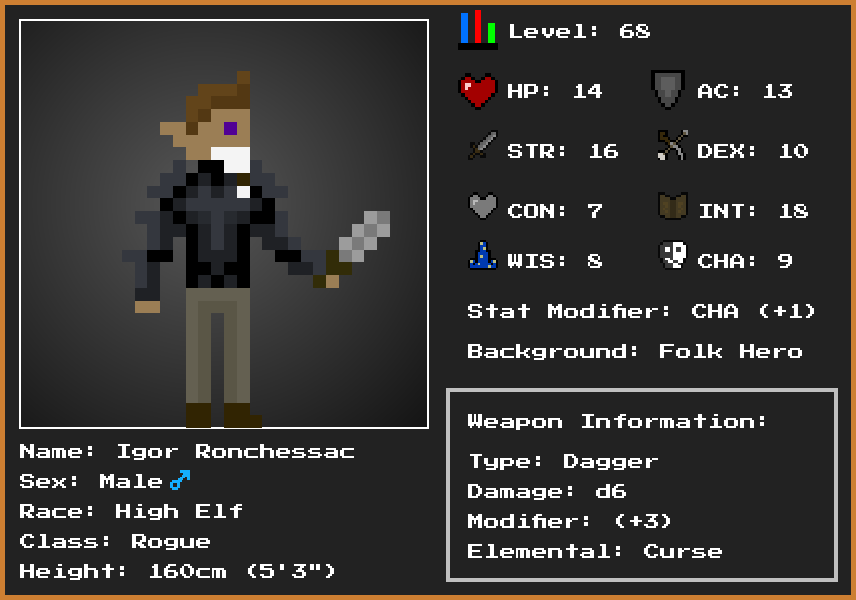 Level: 68
HP: 14 AC: 13
STR: 16 DEX: 10
CON: 7 INT: 18
WIS: 8 CHA: 9
Stat Modifier: CHA (+1)
Background: Folk Hero
Weapon Information:
Type: Dagger
Damage: d6
Modifier: (+3)
Elemental: Curse
Name: Igor Ronchessac
Sex: Male♂
Race: High Elf
Class: Rogue
Height: 160cm (5'3")